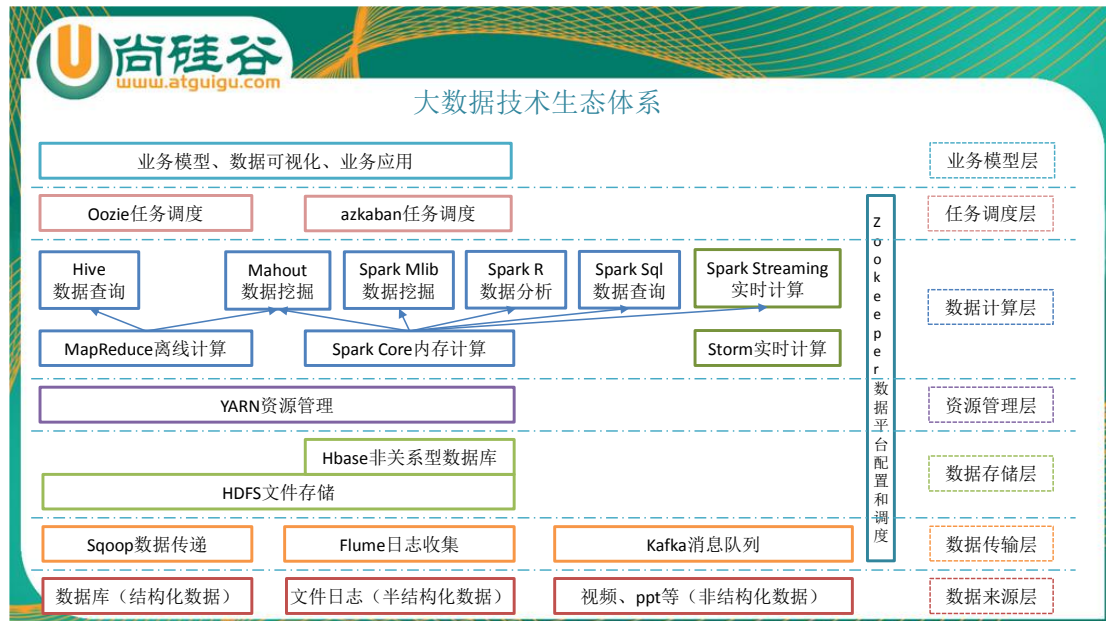 尚硅谷
www.atguigu.com
大数据技术生态体系
业务模型、数据可视化、业务应用
业务模型层
Oozie任务调度
azkaban任务调度
任务调度层
Hive
数据查询
Mahout
数据挖掘
Spark Mlib
数据挖掘
Spark R
数据分析
Spark Sql
数据查询
Spark Streaming
实时计算
数据计算层
MapReduce离线计算
Spark Core内存计算
Storm实时计算
Zookeeper数据平台配置和调度
YARN资源管理
资源管理层
Hbase非关系型数据库
HDFS文件存储
数据存储层
Sqoop数据传递
Flume日志收集
Kafka消息队列
数据传输层
数据库（结构化数据）
文件日志（半结构化数据）
视频、ppt等（非结构化数据）
数据来源层